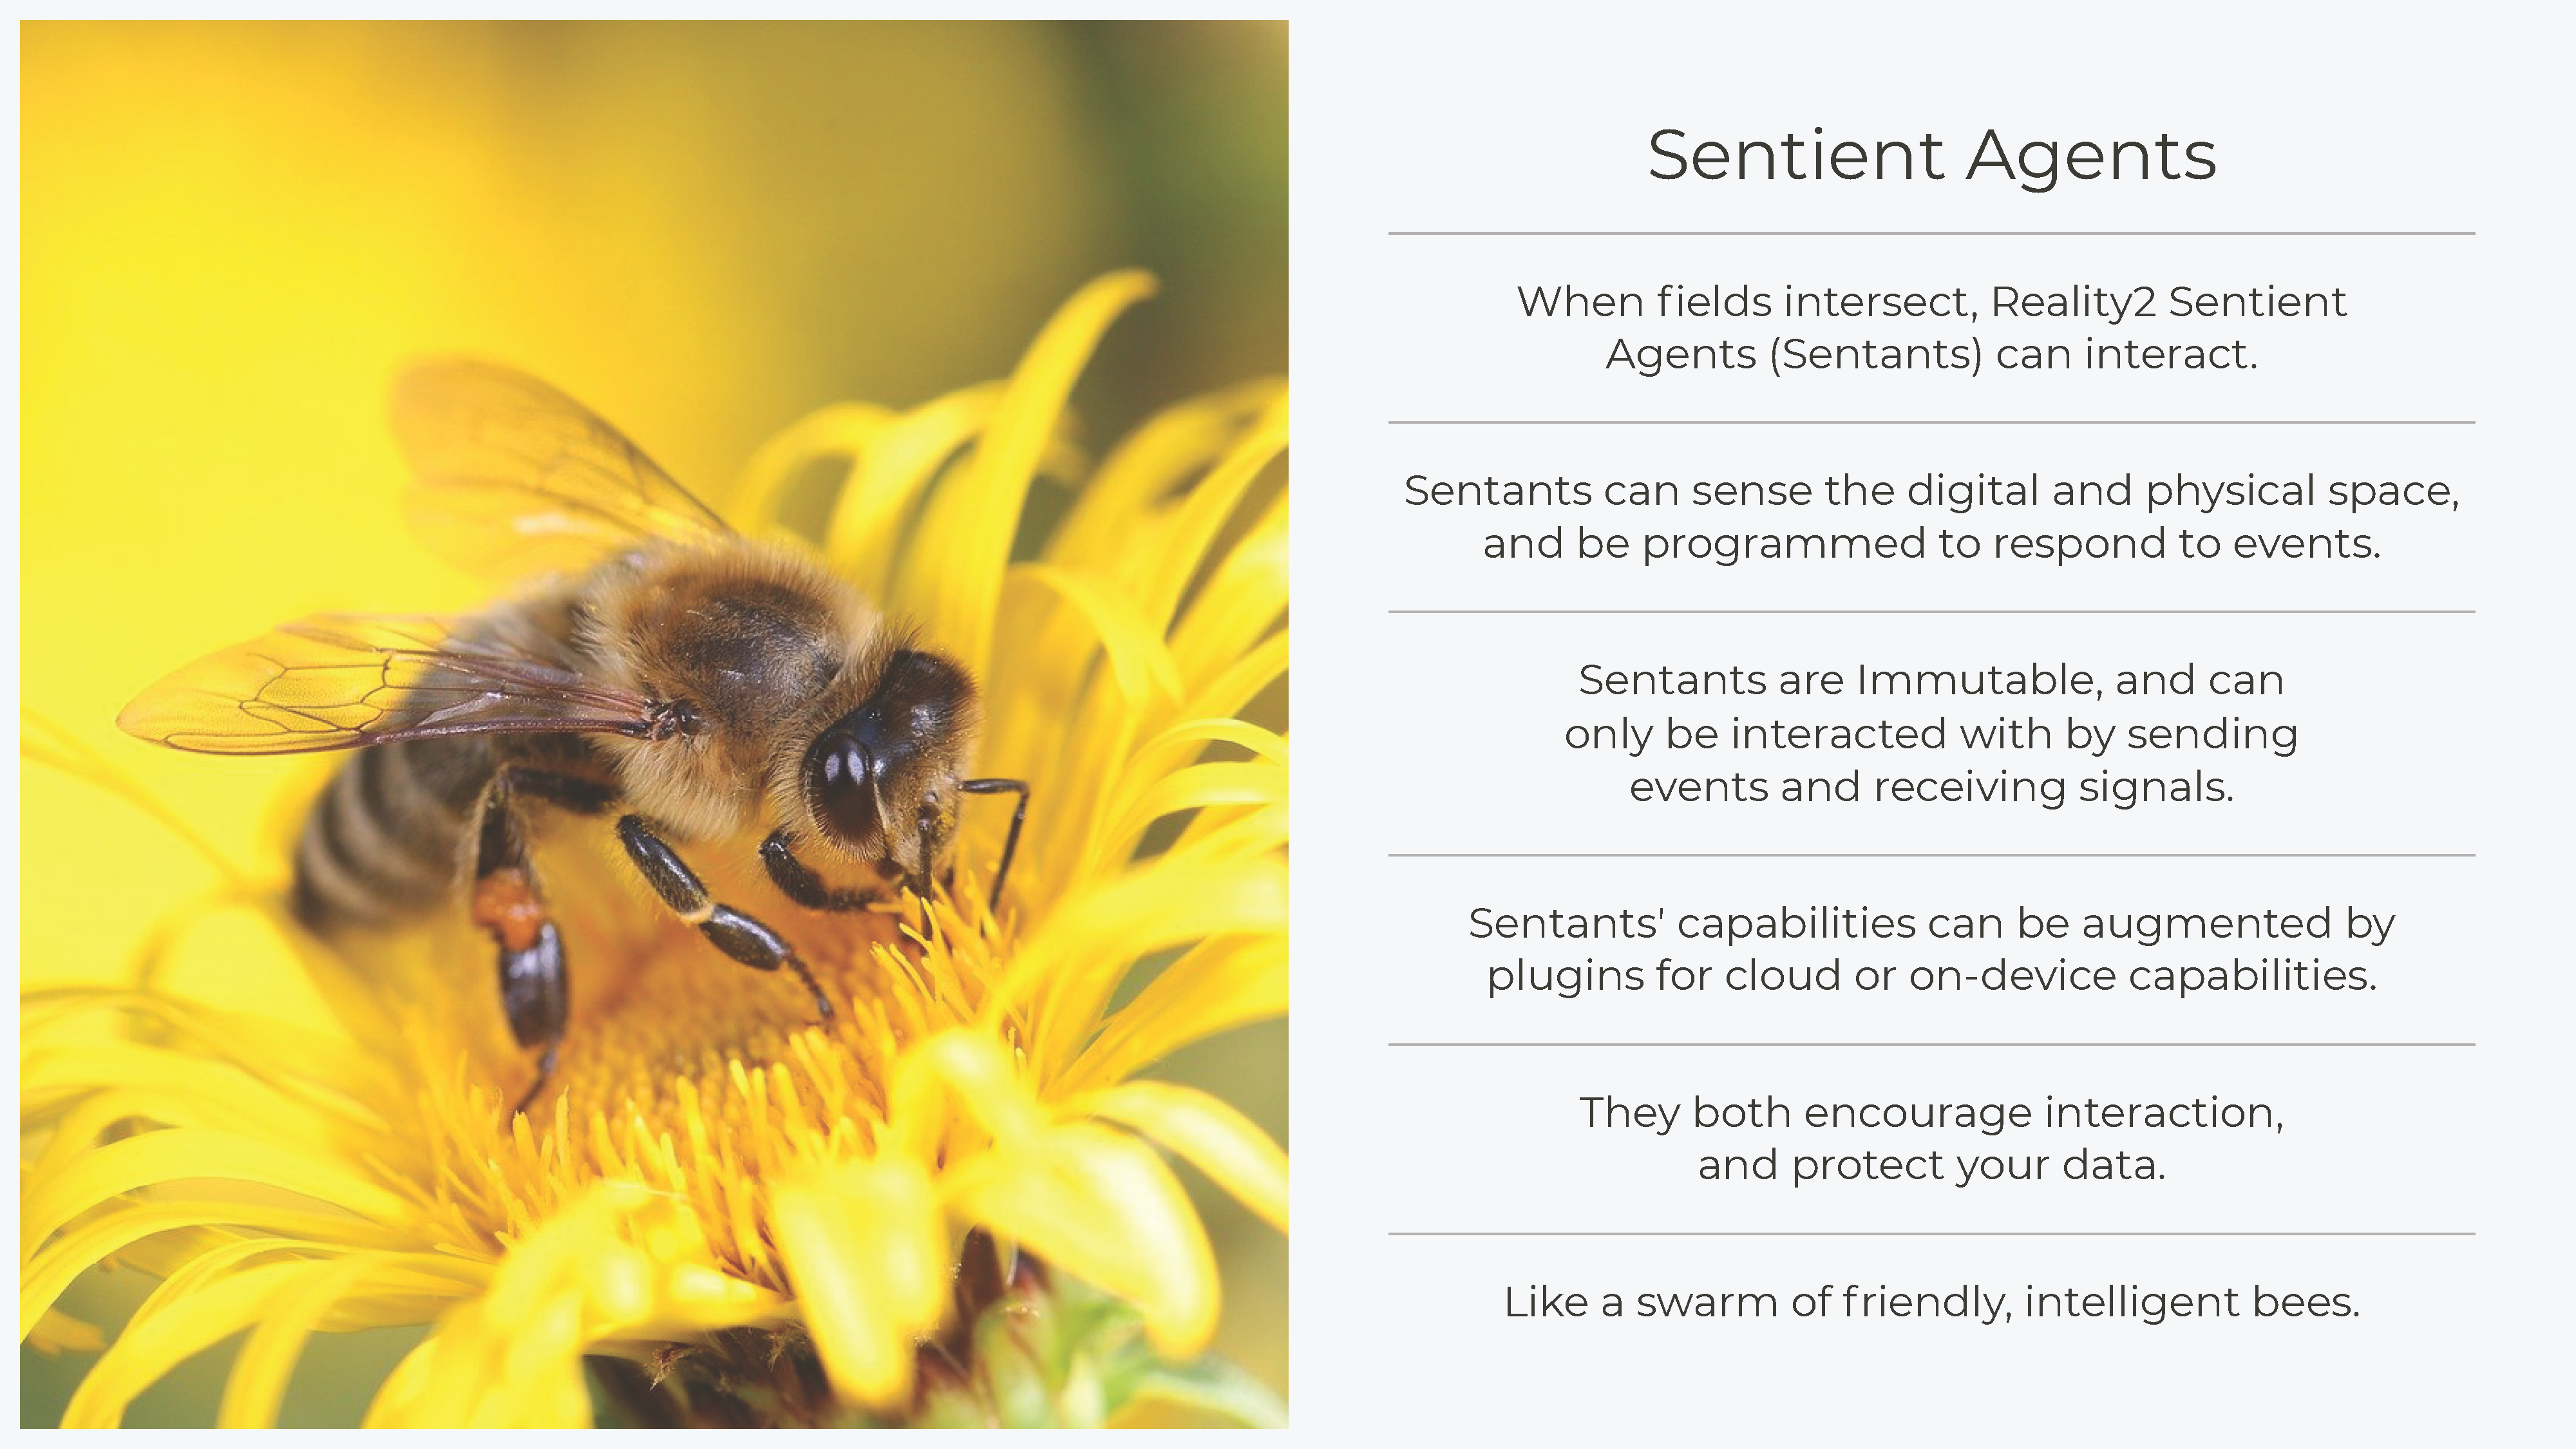 Sentient Agents
When fields intersect, Reality2 Sentient
Agents (Sentants) can interact.
Sentants can sense the digital and physical space,
and be programmed to respond to events.
Sentants are Immutable, and can
only be interacted with by sending
events and receiving signals.
Sentants' capabilities can be augmented by
plugins for cloud or on-device capabilities.
They both encourage interaction,
and protect your data.
Like a swarm of friendly, intelligent bees.